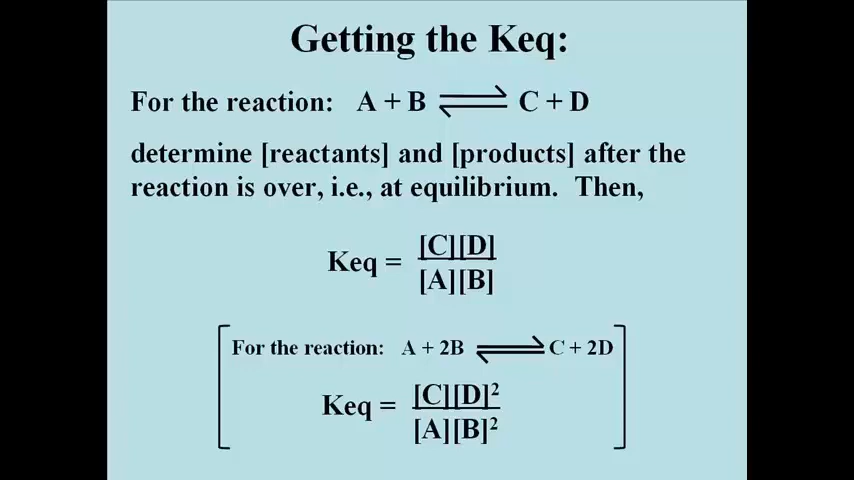 Getting the Keq:
For the reaction: A + B ⇌ C + D
determine [reactants] and [products] after the
reaction is over, i.e., at equilibrium. Then,
Keq = [C][D]
[A][B]
For the reaction: A + 2B ⇌ C + 2D
Keq = [C][D]²
[A][B]²